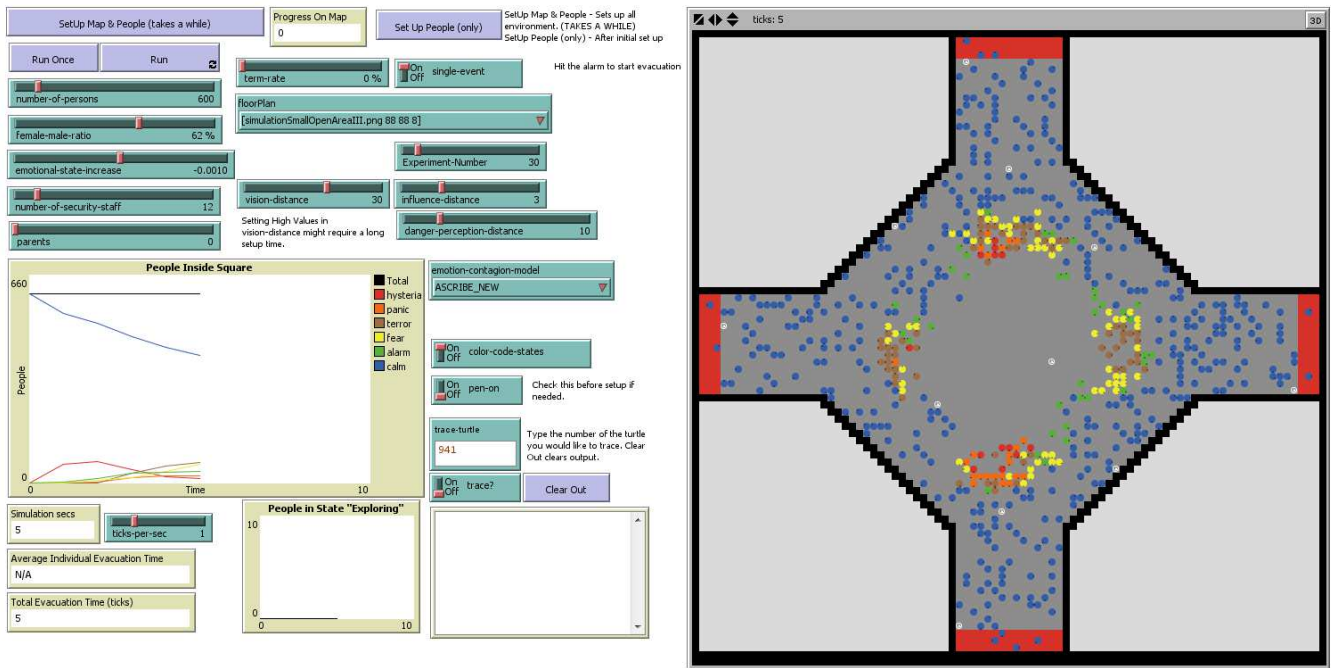 SetUp Map & People (takes a while)
Progress On Map
0
Set Up People (only)
SetUp Map & People - Sets up all
environment. (TAKES A WHILE)
SetUp People (only) - After initial set up
Run Once
Run
term-rate 0 %
On
Off
single-event
Hit the alarm to start evacuation
number-of-persons 600
floorPlan
[simulationSmallOpenAreaIII.png 88 88 8]
female-male-ratio 62 %
emotional-state-increase -0.0010
Experiment-Number 30
number-of-security-staff 12
vision-distance 30
influence-distance 3
parents 0
Setting High Values in
vision-distance might require a long
setup time.
danger-perception-distance 10
People Inside Square
660
People
0
0
Time
10
Total
hysteria
panic
terror
fear
alarm
calm
emotion-contagion-model
ASCRIBE_NEW
On
Off
color-code-states
On
Off
pen-on
Check this before setup if
needed.
trace-turtle
941
Type the number of the turtle
you would like to trace. Clear
Out clears output.
On
Off
trace?
Clear Out
Simulation secs
5
ticks-per-sec 1
Average Individual Evacuation Time
N/A
Total Evacuation Time (ticks)
5
People in State "Exploring"
10
0
0
10
ticks: 5
3D